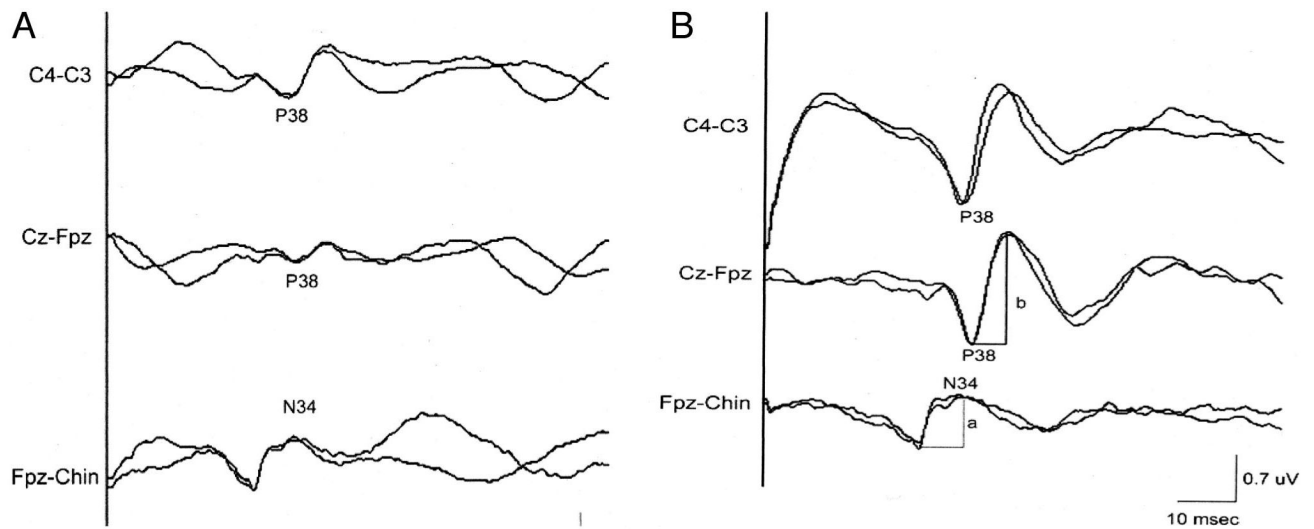 A
C4-C3
P38
Cz-Fpz
P38
N34
Fpz-Chin
B
C4-C3
P38
Cz-Fpz
b
P38
N34
Fpz-Chin
a
0.7 uV
10 msec